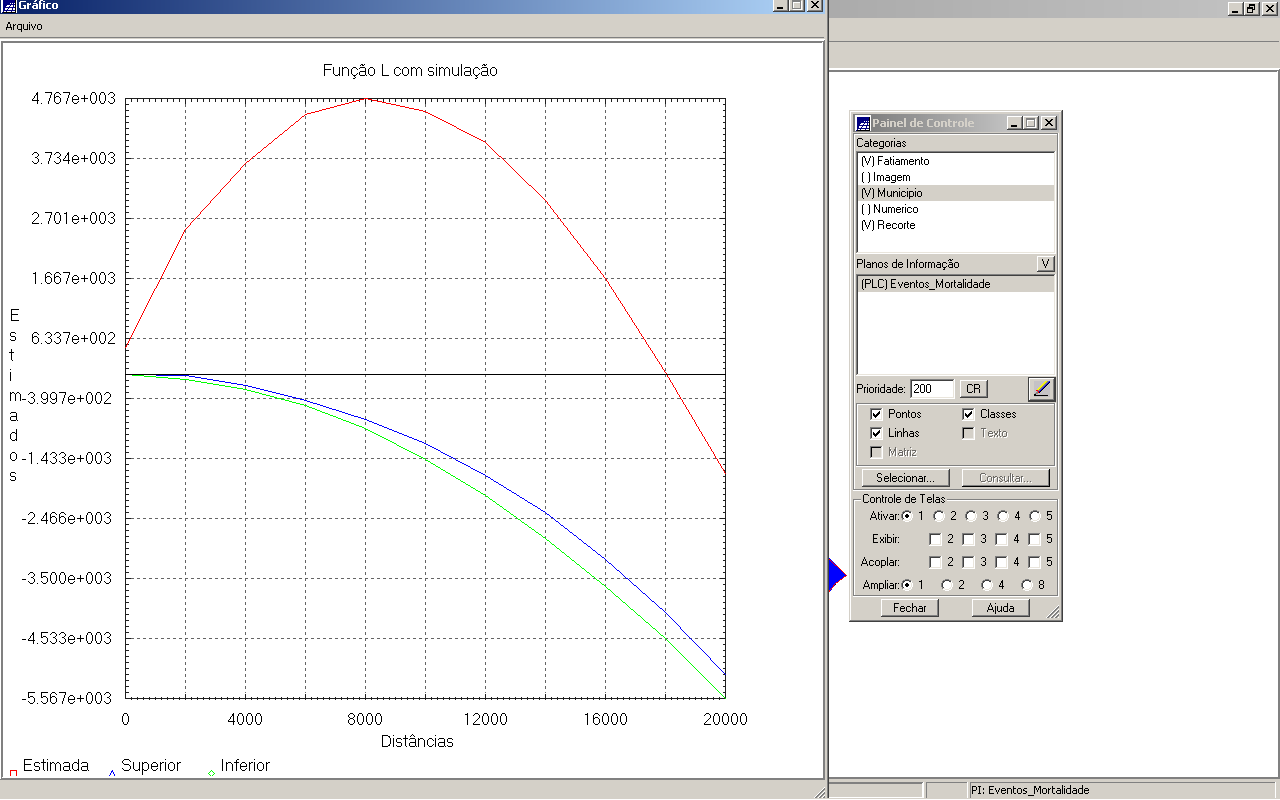 Gráfico
Arquivo
Função L com simulação
4.767e+003
3.734e+003
2.701e+003
1.667e+003
6.337e+002
-3.997e+002
-1.433e+003
-2.466e+003
-3.500e+003
-4.533e+003
-5.567e+003
Estimados
0 4000 8000 12000 16000 20000
Distâncias
Estimada Superior Inferior
Painel de Controle
Categorias
(V) Fatiamento
( ) Imagem
(V) Municipio
( ) Numerico
(V) Recorte
Planos de Informação V
(PLC) Eventos_Mortalidade
Prioridade: 200 CR
Pontos Classes
Linhas Texto
Matriz
Selecionar... Consultar...
Controle de Telas
Ativar: 1 2 3 4 5
Exibir: 2 3 4 5
Acoplar: 2 3 4 5
Ampliar: 1 2 4 8
Fechar Ajuda
PI: Eventos_Mortalidade